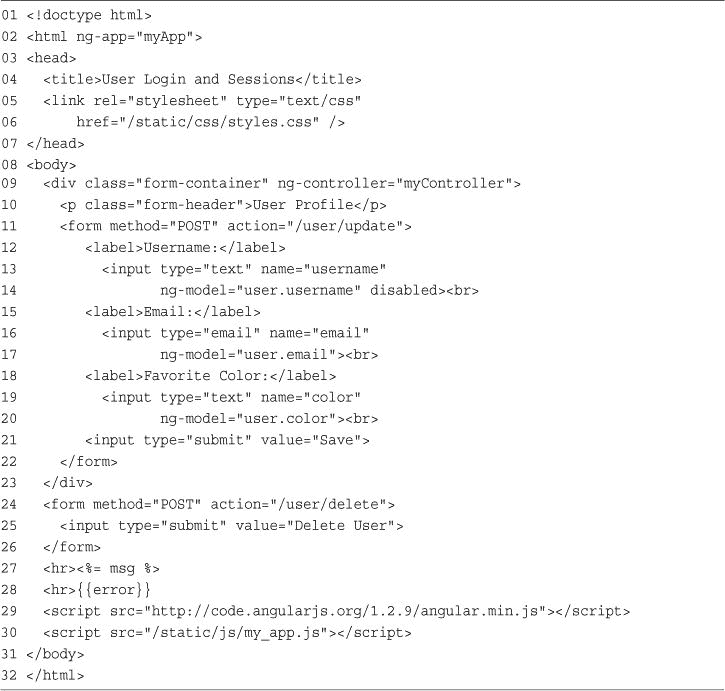 01 <!doctype html>
02 <html ng-app="myApp">
03 <head>
04   <title>User Login and Sessions</title>
05   <link rel="stylesheet" type="text/css"
06       href="/static/css/styles.css" />
07 </head>
08 <body>
09   <div class="form-container" ng-controller="myController">
10     <p class="form-header">User Profile</p>
11     <form method="POST" action="/user/update">
12        <label>Username:</label>
13          <input type="text" name="username"
14                 ng-model="user.username" disabled><br>
15        <label>Email:</label>
16          <input type="email" name="email"
17                 ng-model="user.email"><br>
18        <label>Favorite Color:</label>
19          <input type="text" name="color"
20                 ng-model="user.color"><br>
21        <input type="submit" value="Save">
22     </form>
23   </div>
24   <form method="POST" action="/user/delete">
25     <input type="submit" value="Delete User">
26   </form>
27   <hr><%= msg %>
28   <hr>{{error}}
29   <script src="http://code.angularjs.org/1.2.9/angular.min.js"></script>
30   <script src="/static/js/my_app.js"></script>
31 </body>
32 </html>